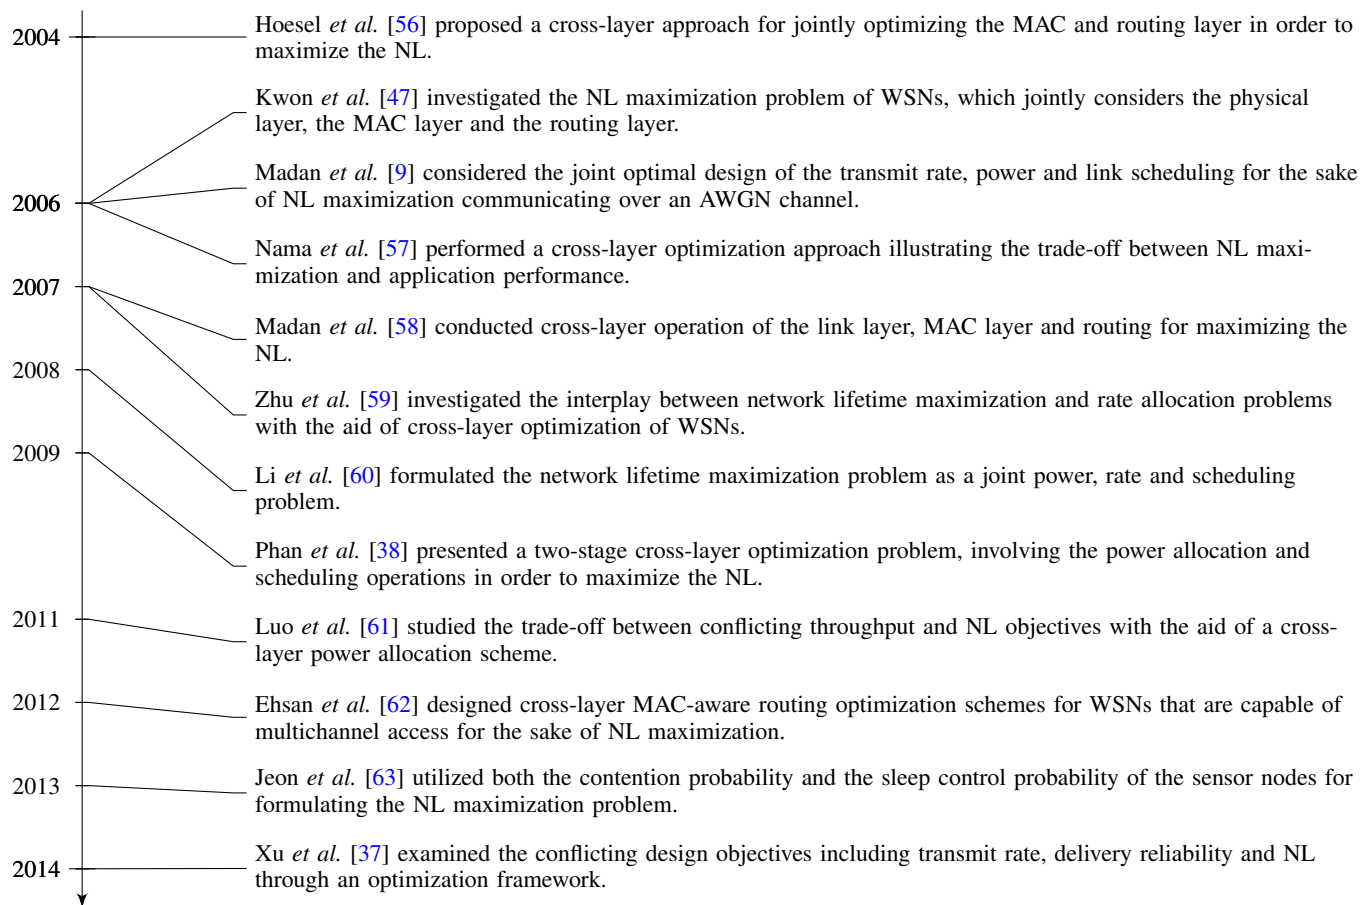 2004
Hoesel et al. [56] proposed a cross-layer approach for jointly optimizing the MAC and routing layer in order to
maximize the NL.
Kwon et al. [47] investigated the NL maximization problem of WSNs, which jointly considers the physical
layer, the MAC layer and the routing layer.
Madan et al. [9] considered the joint optimal design of the transmit rate, power and link scheduling for the sake
2006
of NL maximization communicating over an AWGN channel.
Nama et al. [57] performed a cross-layer optimization approach illustrating the trade-off between NL maxi-
mization and application performance.
2007
Madan et al. [58] conducted cross-layer operation of the link layer, MAC layer and routing for maximizing the
NL.
2008
Zhu et al. [59] investigated the interplay between network lifetime maximization and rate allocation problems
with the aid of cross-layer optimization of WSNs.
2009
Li et al. [60] formulated the network lifetime maximization problem as a joint power, rate and scheduling
problem.
Phan et al. [38] presented a two-stage cross-layer optimization problem, involving the power allocation and
scheduling operations in order to maximize the NL.
2011
Luo et al. [61] studied the trade-off between conflicting throughput and NL objectives with the aid of a cross-
layer power allocation scheme.
2012
Ehsan et al. [62] designed cross-layer MAC-aware routing optimization schemes for WSNs that are capable of
multichannel access for the sake of NL maximization.
2013
Jeon et al. [63] utilized both the contention probability and the sleep control probability of the sensor nodes for
formulating the NL maximization problem.
2014
Xu et al. [37] examined the conflicting design objectives including transmit rate, delivery reliability and NL
through an optimization framework.